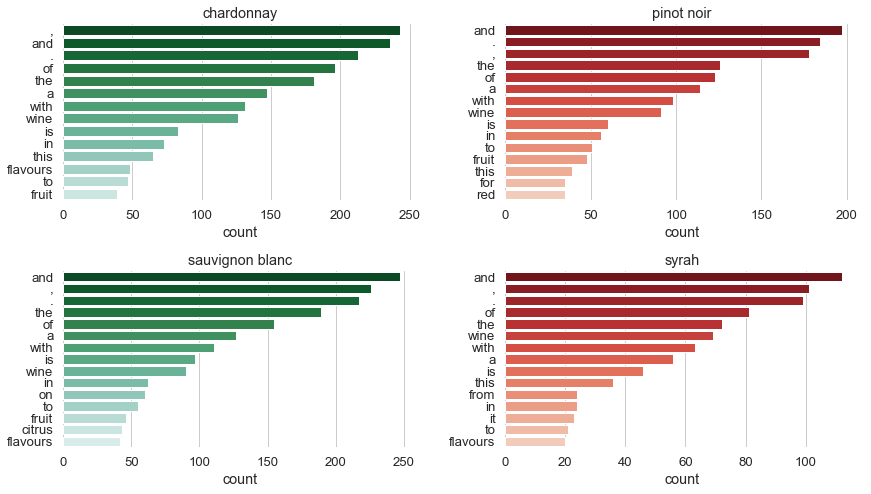 chardonnay
,
and
.
of
the
a
with
wine
is
in
this
flavours
to
fruit
0 50 100 150 200 250
count
pinot noir
and
.
,
the
of
a
with
wine
is
in
to
fruit
this
for
red
0 50 100 150 200
count
sauvignon blanc
and
,
.
the
of
a
with
is
wine
in
on
to
fruit
citrus
flavours
0 50 100 150 200 250
count
syrah
and
,
.
of
the
wine
with
a
is
this
from
in
it
to
flavours
0 20 40 60 80 100
count